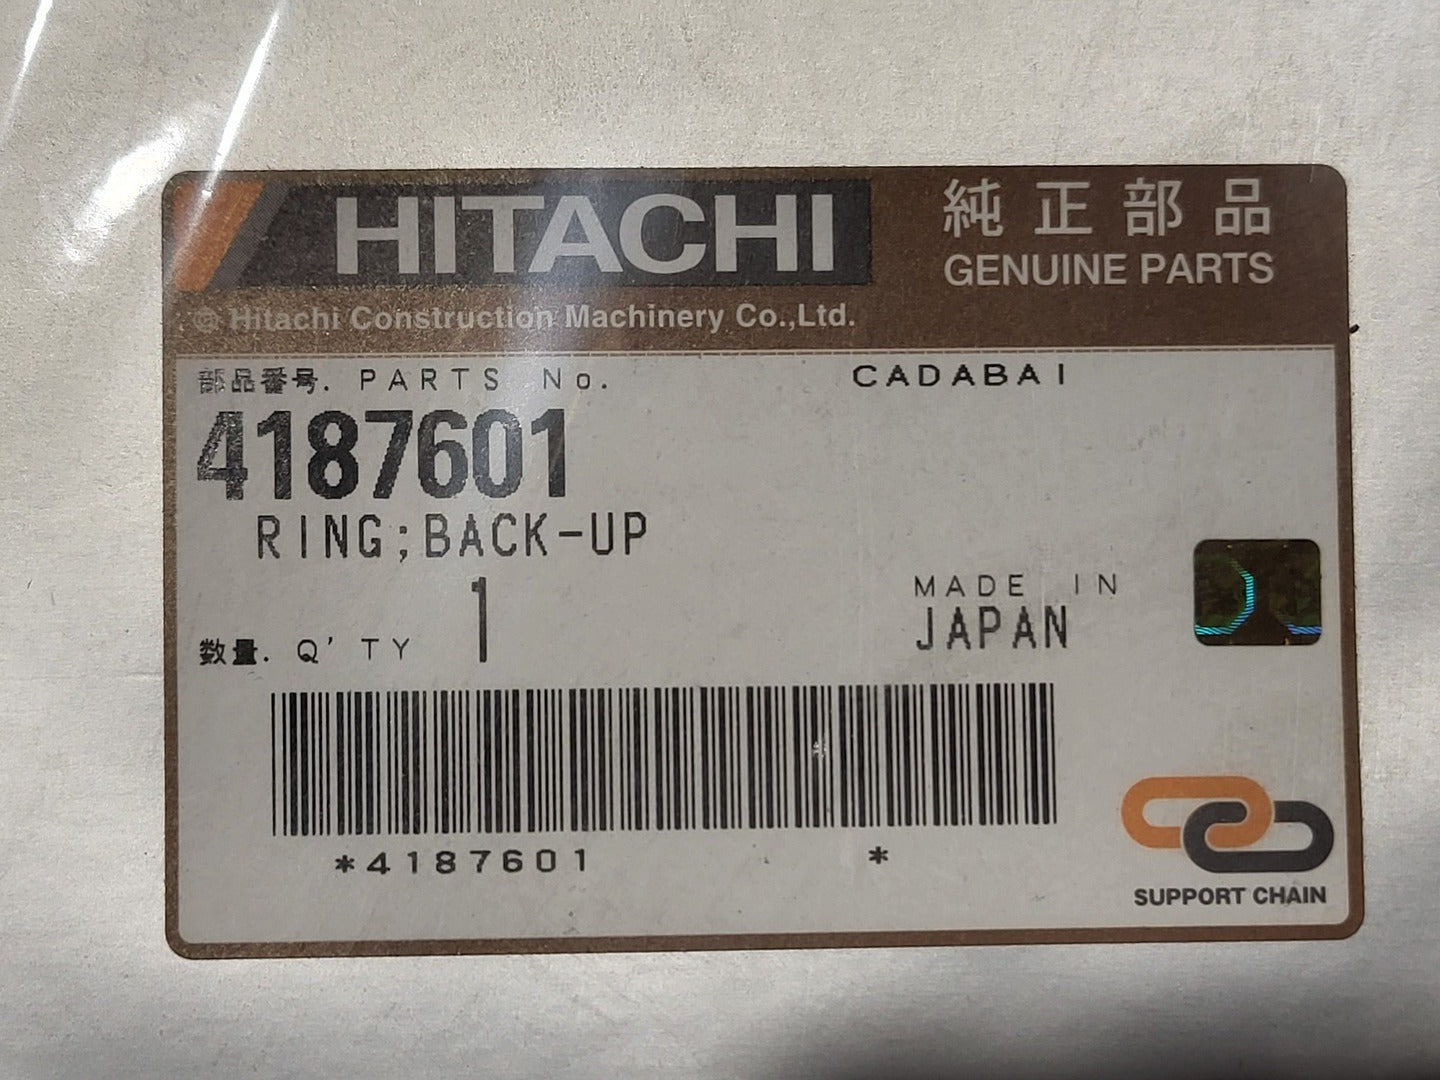 HITACHI
純正部品
GENUINE PARTS
© Hitachi Construction Machinery Co.,Ltd.
部品番号. PARTS No.
CADABAI
4187601
RING;BACK-UP
数量. Q'TY 1
MADE IN
JAPAN
*4187601 *
SUPPORT CHAIN